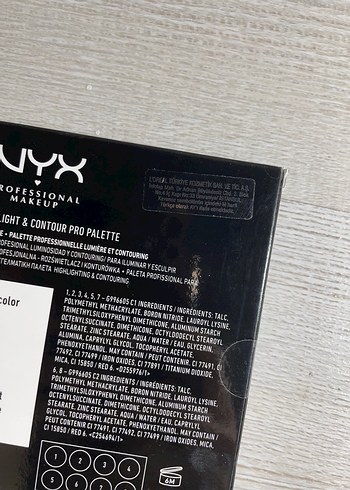 NYX
PROFESSIONAL
MAKEUP
LIGHT & CONTOUR PRO PALETTE
E • PALETTE PROFESSIONNELLE LUMIÈRE ET CONTOURING
PROFESIONAL LUMINOSIDAD Y CONTORNO/ PARA ILUMINAR Y ESCULPIR
• ROZŚWIETLACZ I KONTURÓWKA • PALETA PROFISSIONAL PARA
HIGHLIGHTING & CONTOURING
color
1, 2, 3, 4, 5, 7 – G996605 C1 INGREDIENTS / INGRÉDIENTS: TALC,
POLYMETHYL METHACRYLATE, BORON NITRIDE, LAUROYL LYSINE,
TRIMETHYLSILOXYPHENYL DIMETHICONE, ALUMINUM STARCH
OCTENYLSUCCINATE, DIMETHICONE, OCTYLDODECYL STEAROYL
STEARATE, ZINC STEARATE, AQUA / WATER / EAU, GLYCERIN,
ALUMINA, CAPRYLYL GLYCOL, TOCOPHERYL ACETATE,
PHENOXYETHANOL. MAY CONTAIN / PEUT CONTENIR: CI 77491, CI
77492, CI 77499 / IRON OXIDES, CI 77891 / TITANIUM DIOXIDE,
MICA, CI 15850 / RED 6.
6, 8 – G996605 C2 INGREDIENTS / INGRÉDIENTS: TALC,
POLYMETHYL METHACRYLATE, BORON NITRIDE, LAUROYL LYSINE,
TRIMETHYLSILOXYPHENYL DIMETHICONE, ALUMINUM STARCH
OCTENYLSUCCINATE, DIMETHICONE, OCTYLDODECYL STEAROYL
STEARATE, ZINC STEARATE, AQUA / WATER / EAU, CAPRYLYL
GLYCOL, TOCOPHERYL ACETATE, PHENOXYETHANOL. MAY CONTAIN /
PEUT CONTENIR: CI 77491, CI 77492, CI 77499 / IRON OXIDES, MICA,
CI 15850 / RED 6.
1 2 3 4
5 6 7 8
6M